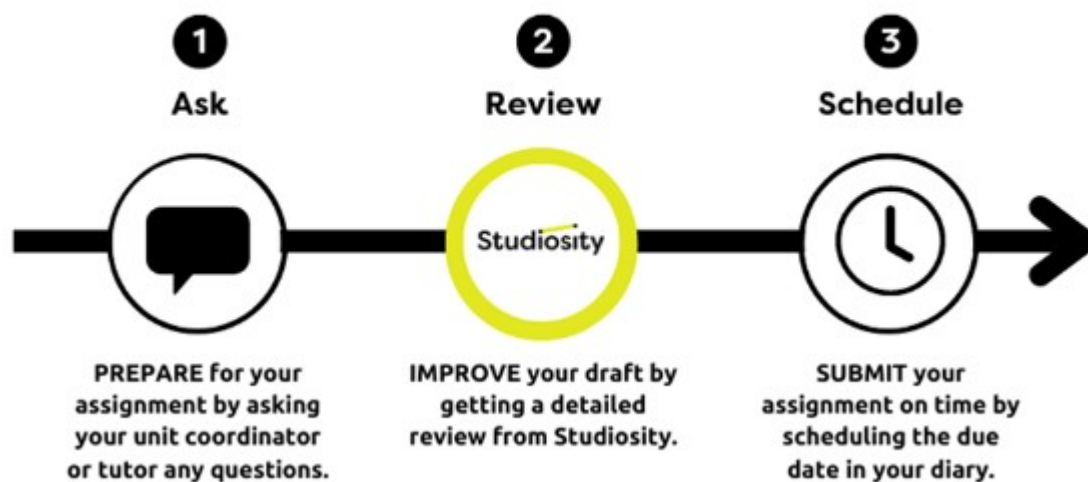 1
Ask
PREPARE for your
assignment by asking
your unit coordinator
or tutor any questions.
2
Review
Studiosity
IMPROVE your draft by
getting a detailed
review from Studiosity.
3
Schedule
SUBMIT your
assignment on time by
scheduling the due
date in your diary.